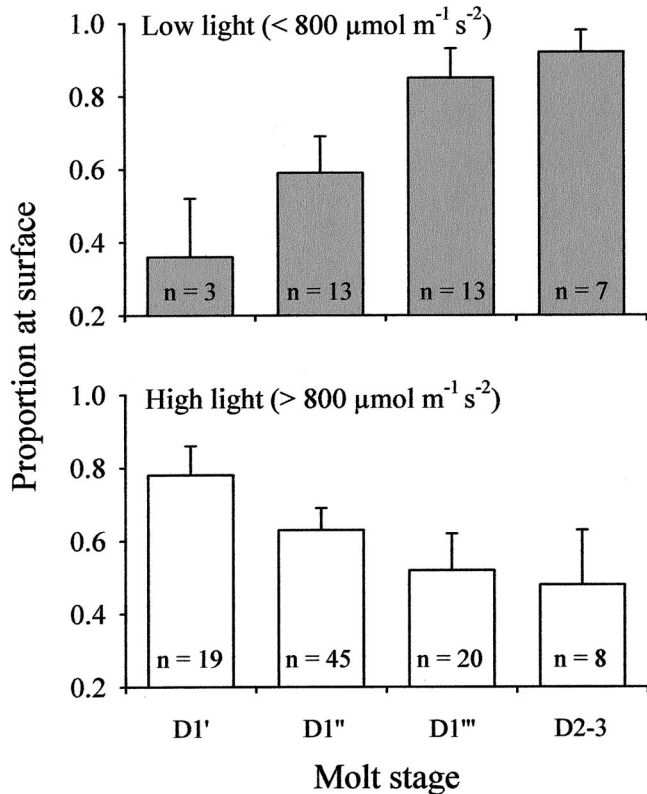 Proportion at surface
1.0
0.8
0.6
0.4
0.2
Low light (< 800 µmol m⁻¹ s⁻²)
n = 3
n = 13
n = 13
n = 7
1.0
0.8
0.6
0.4
0.2
High light (> 800 µmol m⁻¹ s⁻²)
n = 19
n = 45
n = 20
n = 8
D1' D1" D1'" D2-3
Molt stage